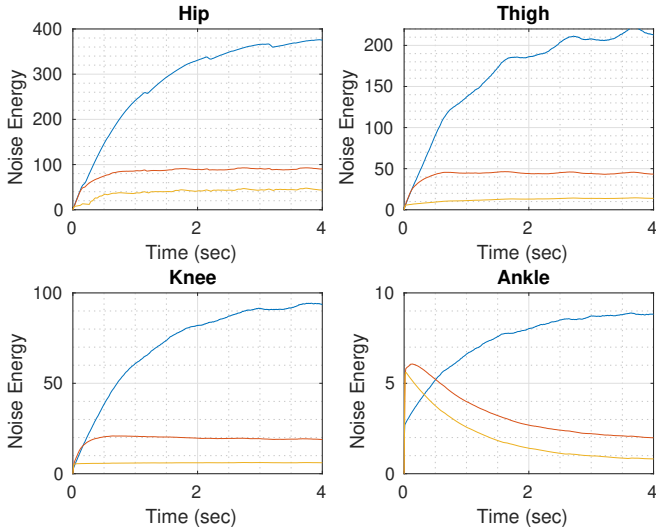 Hip
Noise Energy
400
300
200
100
0
0
2
4
Time (sec)
Thigh
Noise Energy
200
150
100
50
0
0
2
4
Time (sec)
Knee
Noise Energy
100
50
0
0
2
4
Time (sec)
Ankle
Noise Energy
10
5
0
0
2
4
Time (sec)